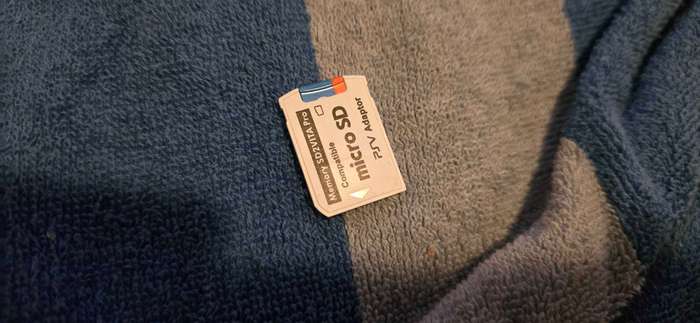 Memory SD2VITA Pro
Compatible
micro SD
PSV Adaptor